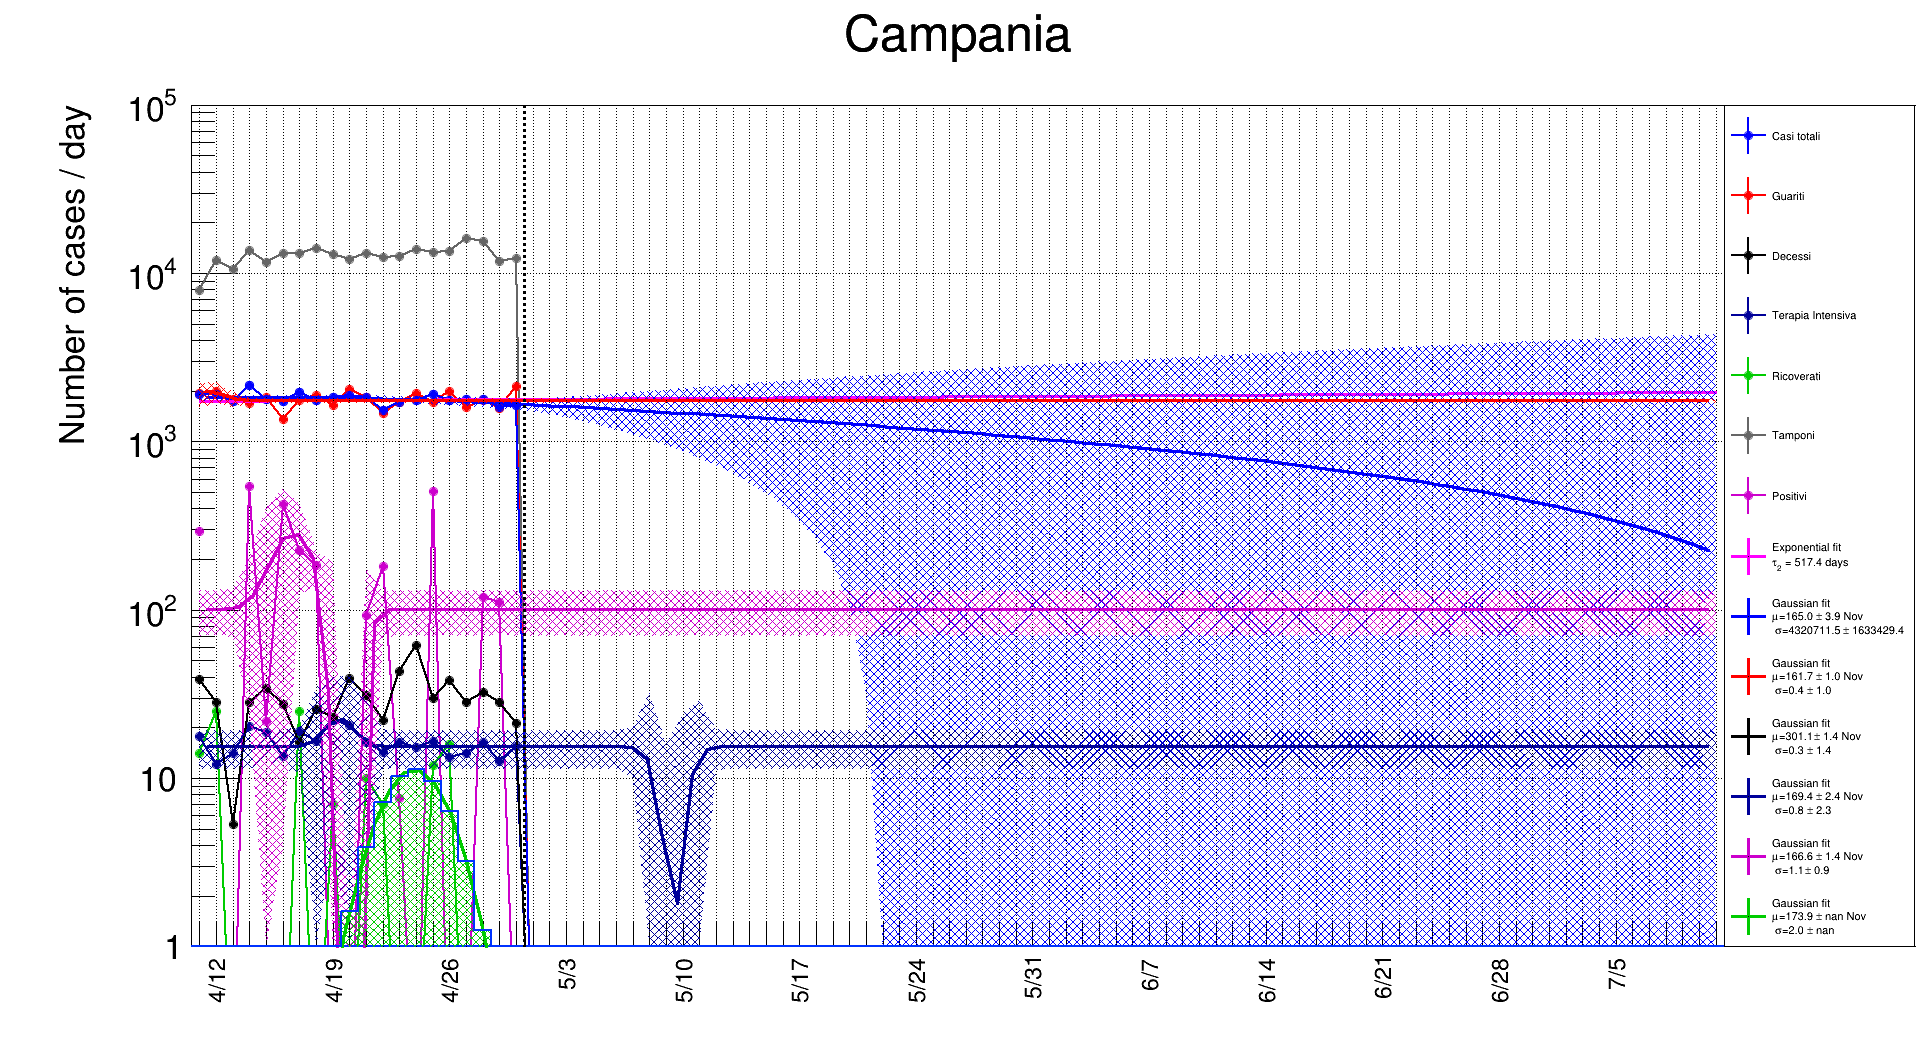 Campania
Number of cases / day
10^5
10^4
10^3
10^2
10
1
4/12
4/19
4/26
5/3
5/10
5/17
5/24
5/31
6/7
6/14
6/21
6/28
7/5
Casi totali
Guariti
Decessi
Terapia Intensiva
Ricoverati
Tamponi
Positivi
Exponential fit
τ₂ = 517.4 days
Gaussian fit
μ=165.0 ± 3.9 Nov
σ=4320711.5 ± 1633429.4
Gaussian fit
μ=161.7 ± 1.0 Nov
σ=0.4 ± 1.0
Gaussian fit
μ=301.1 ± 1.4 Nov
σ=0.3 ± 1.4
Gaussian fit
μ=169.4 ± 2.4 Nov
σ=0.8 ± 2.3
Gaussian fit
μ=166.6 ± 1.4 Nov
σ=1.1 ± 0.9
Gaussian fit
μ=173.9 ± nan Nov
σ=2.0 ± nan